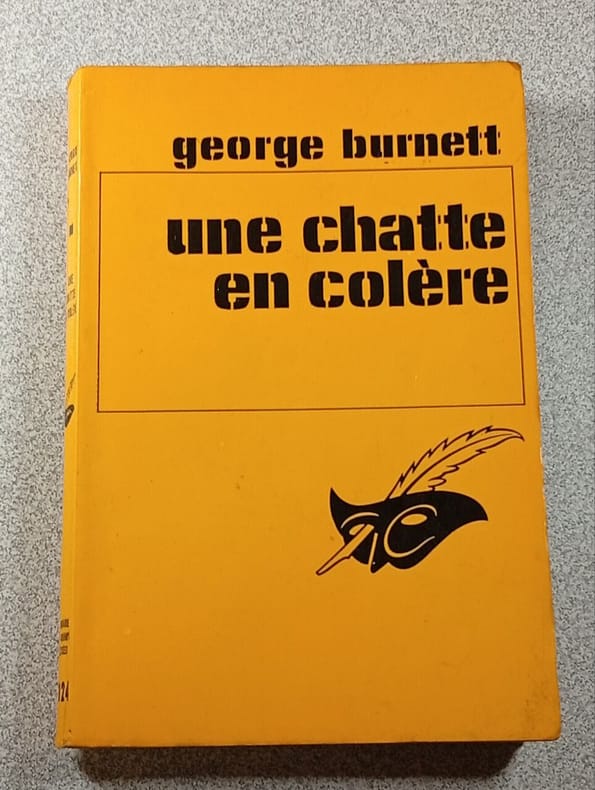 george burnett
une chatte
en colère